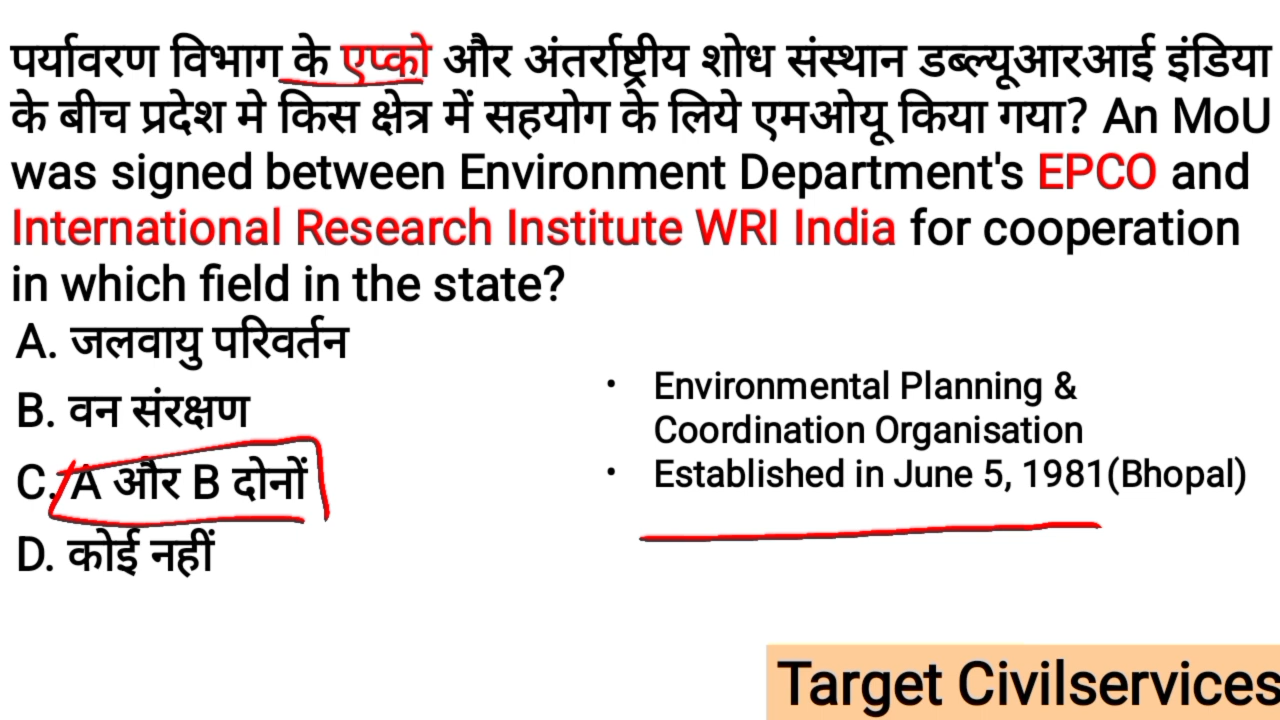 पर्यावरण विभाग के एप्को और अंतर्राष्ट्रीय शोध संस्थान डब्ल्यूआरआई इंडिया
के बीच प्रदेश मे किस क्षेत्र में सहयोग के लिये एमओयू किया गया? An MoU
was signed between Environment Department's EPCO and
International Research Institute WRI India for cooperation
in which field in the state?
A. जलवायु परिवर्तन
B. वन संरक्षण
C. A और B दोनों
D. कोई नहीं
• Environmental Planning &
Coordination Organisation
• Established in June 5, 1981(Bhopal)
Target Civilservices